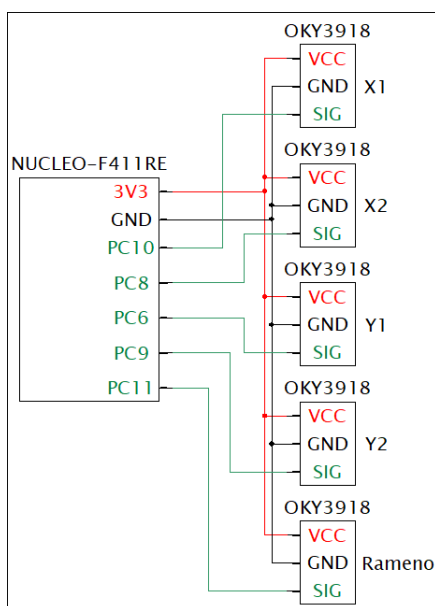 OKY3918
VCC
GND X1
SIG
OKY3918
NUCLEO-F411RE
VCC
3V3
GND X2
GND
SIG
PC10
OKY3918
PC8
VCC
PC6
GND Y1
PC9
SIG
PC11
OKY3918
VCC
GND Y2
SIG
OKY3918
VCC
GND Rameno
SIG